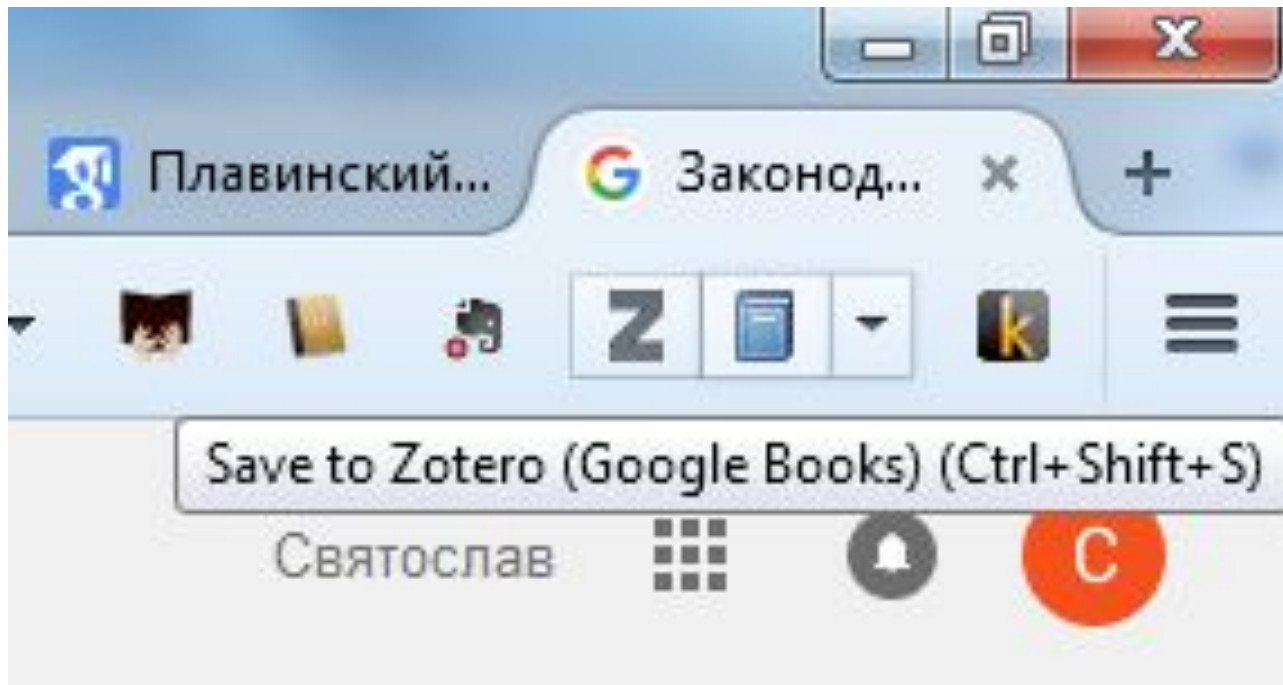 Плавинский... Законод...
Save to Zotero (Google Books) (Ctrl+Shift+S)
Святослав С